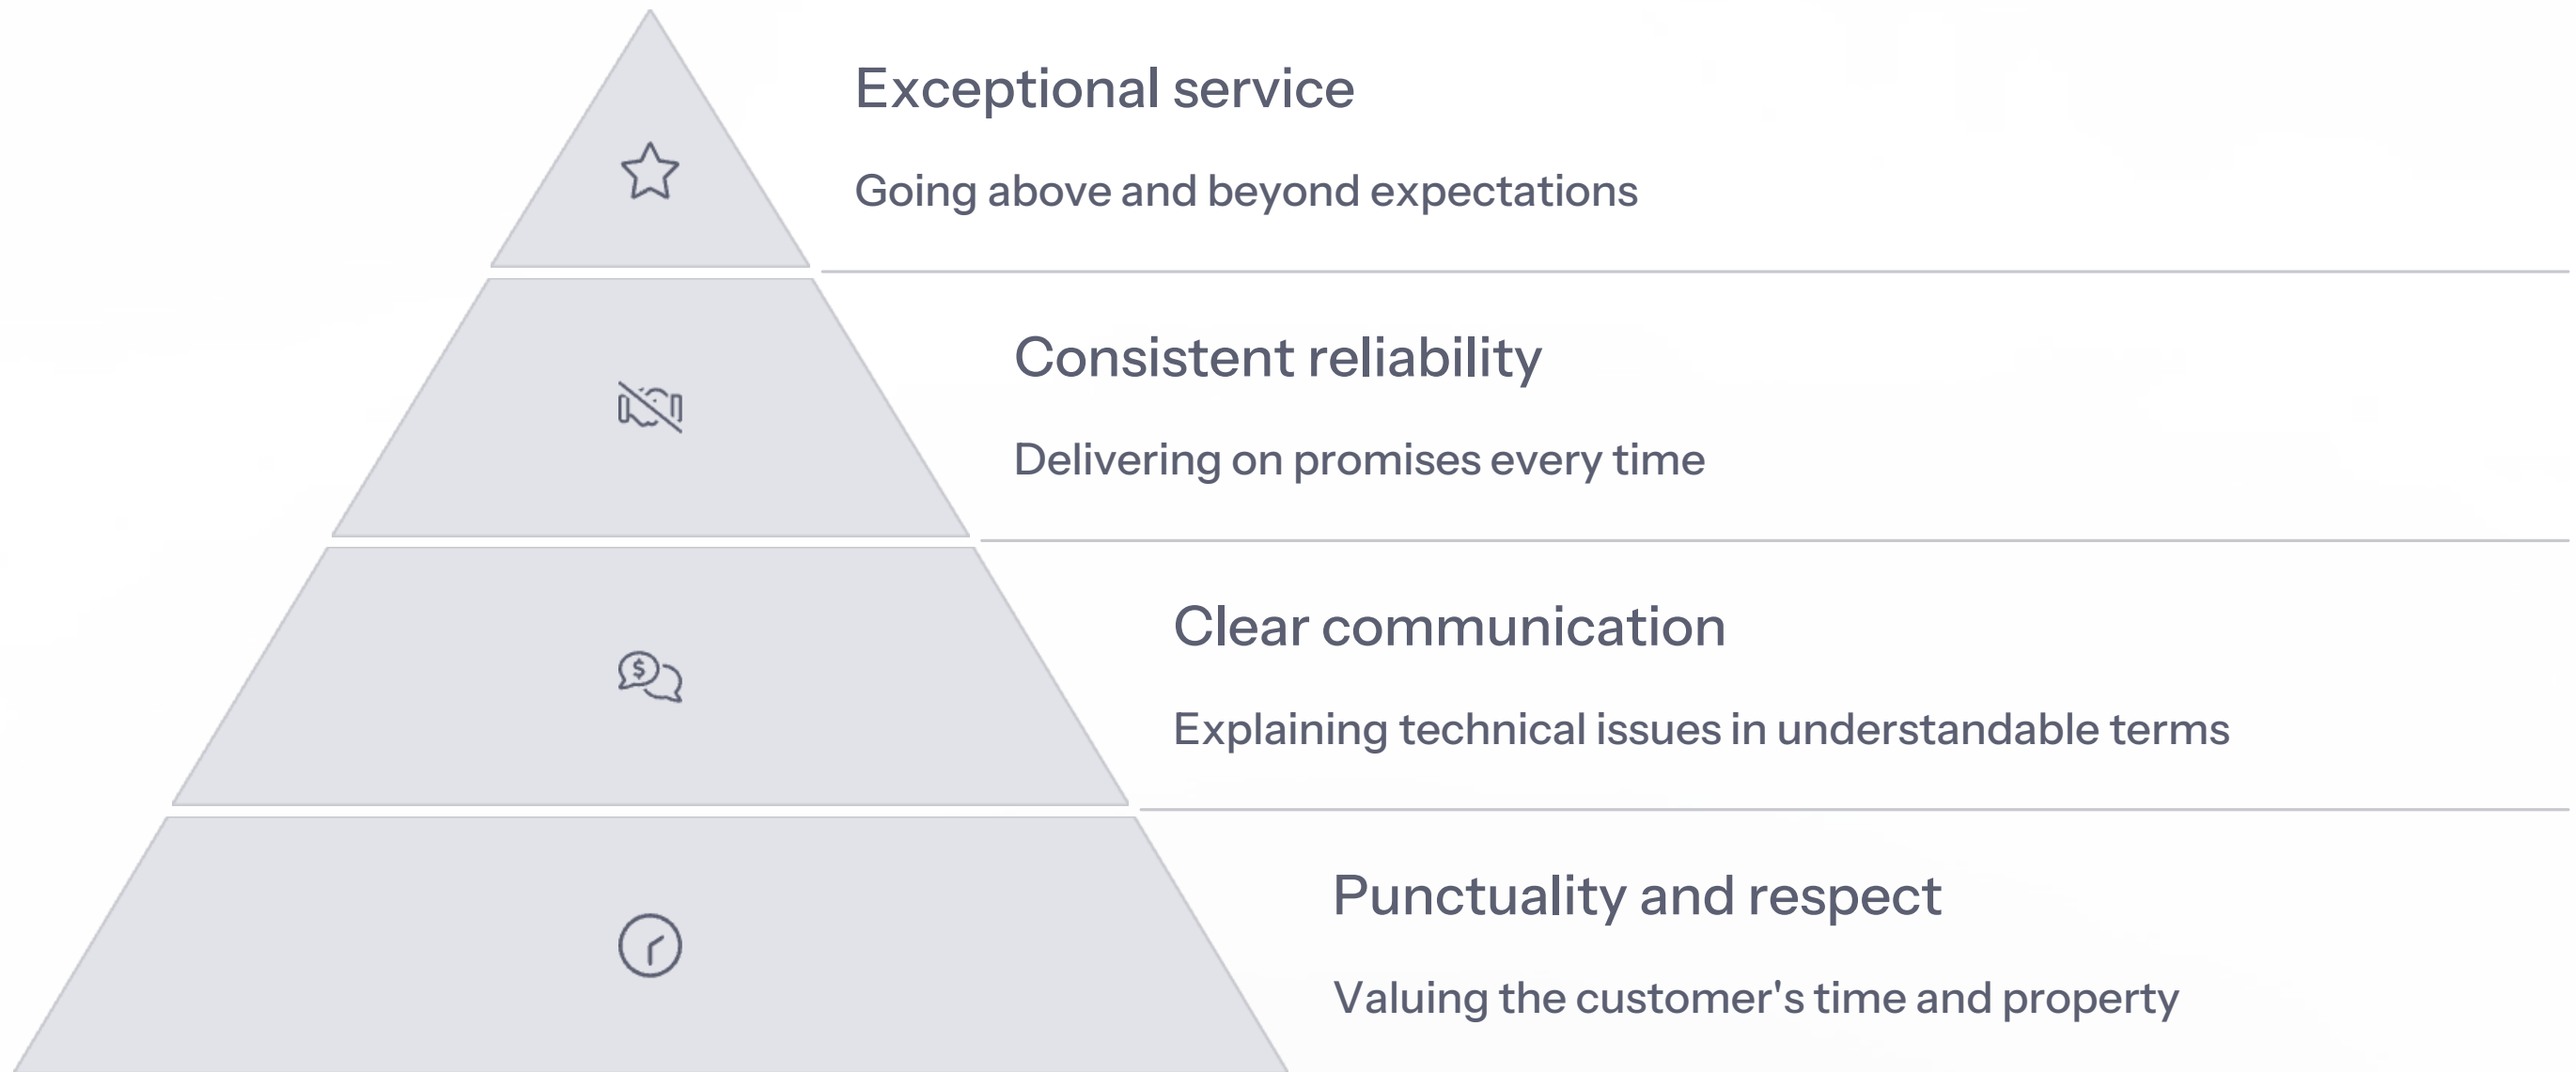 Exceptional service
Going above and beyond expectations
Consistent reliability
Delivering on promises every time
$
Clear communication
Explaining technical issues in understandable terms
Punctuality and respect
Valuing the customer's time and property